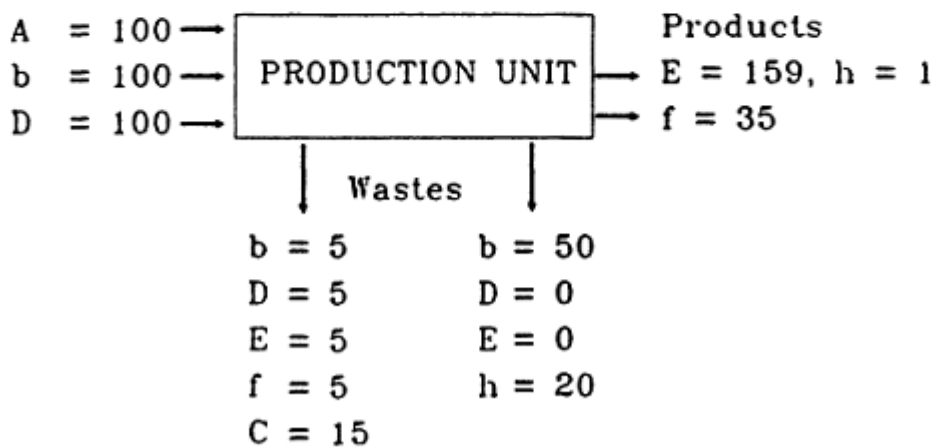 A = 100
b = 100
D = 100
PRODUCTION UNIT
Products
E = 159, h = 1
f = 35
Wastes
b = 5
D = 5
E = 5
f = 5
C = 15
b = 50
D = 0
E = 0
h = 20